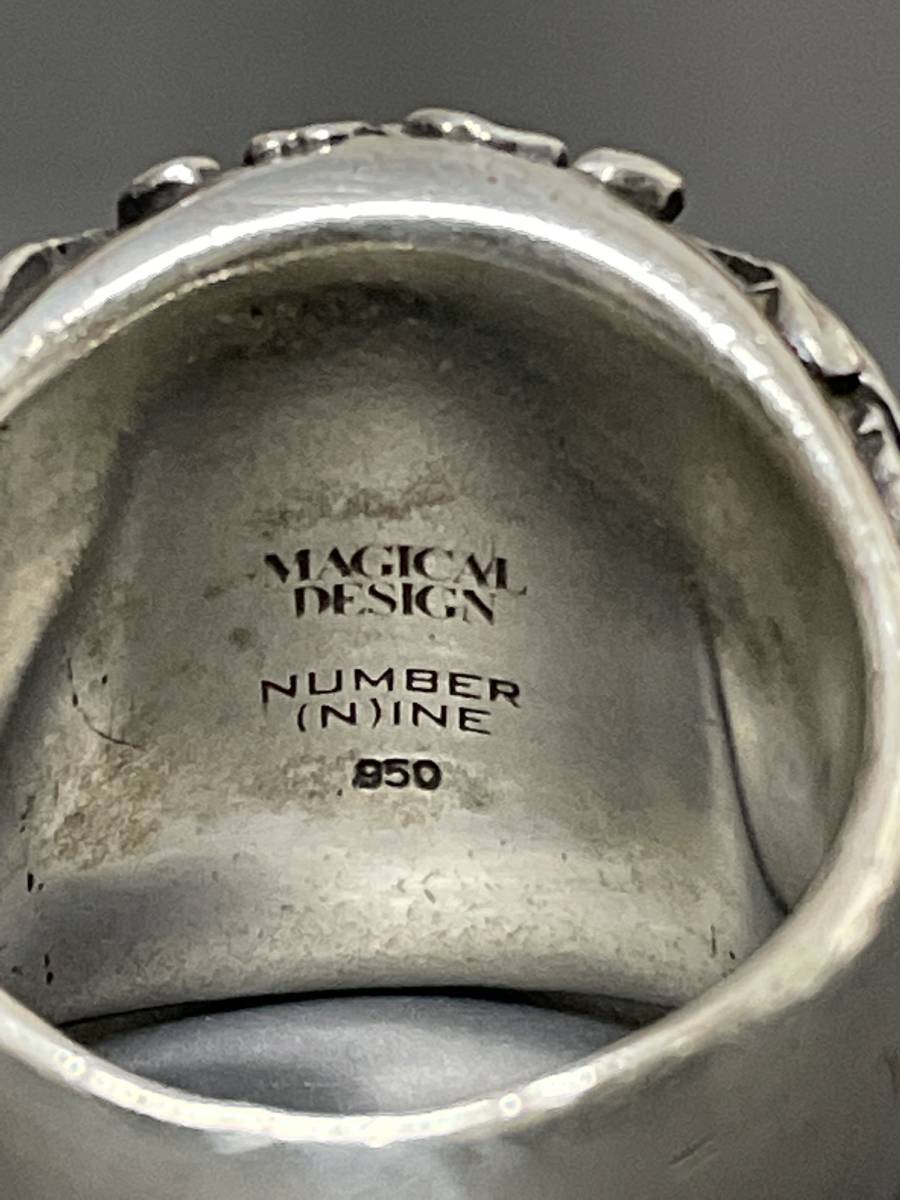 MAGICAL
DESIGN
NUMBER
(N)INE
950